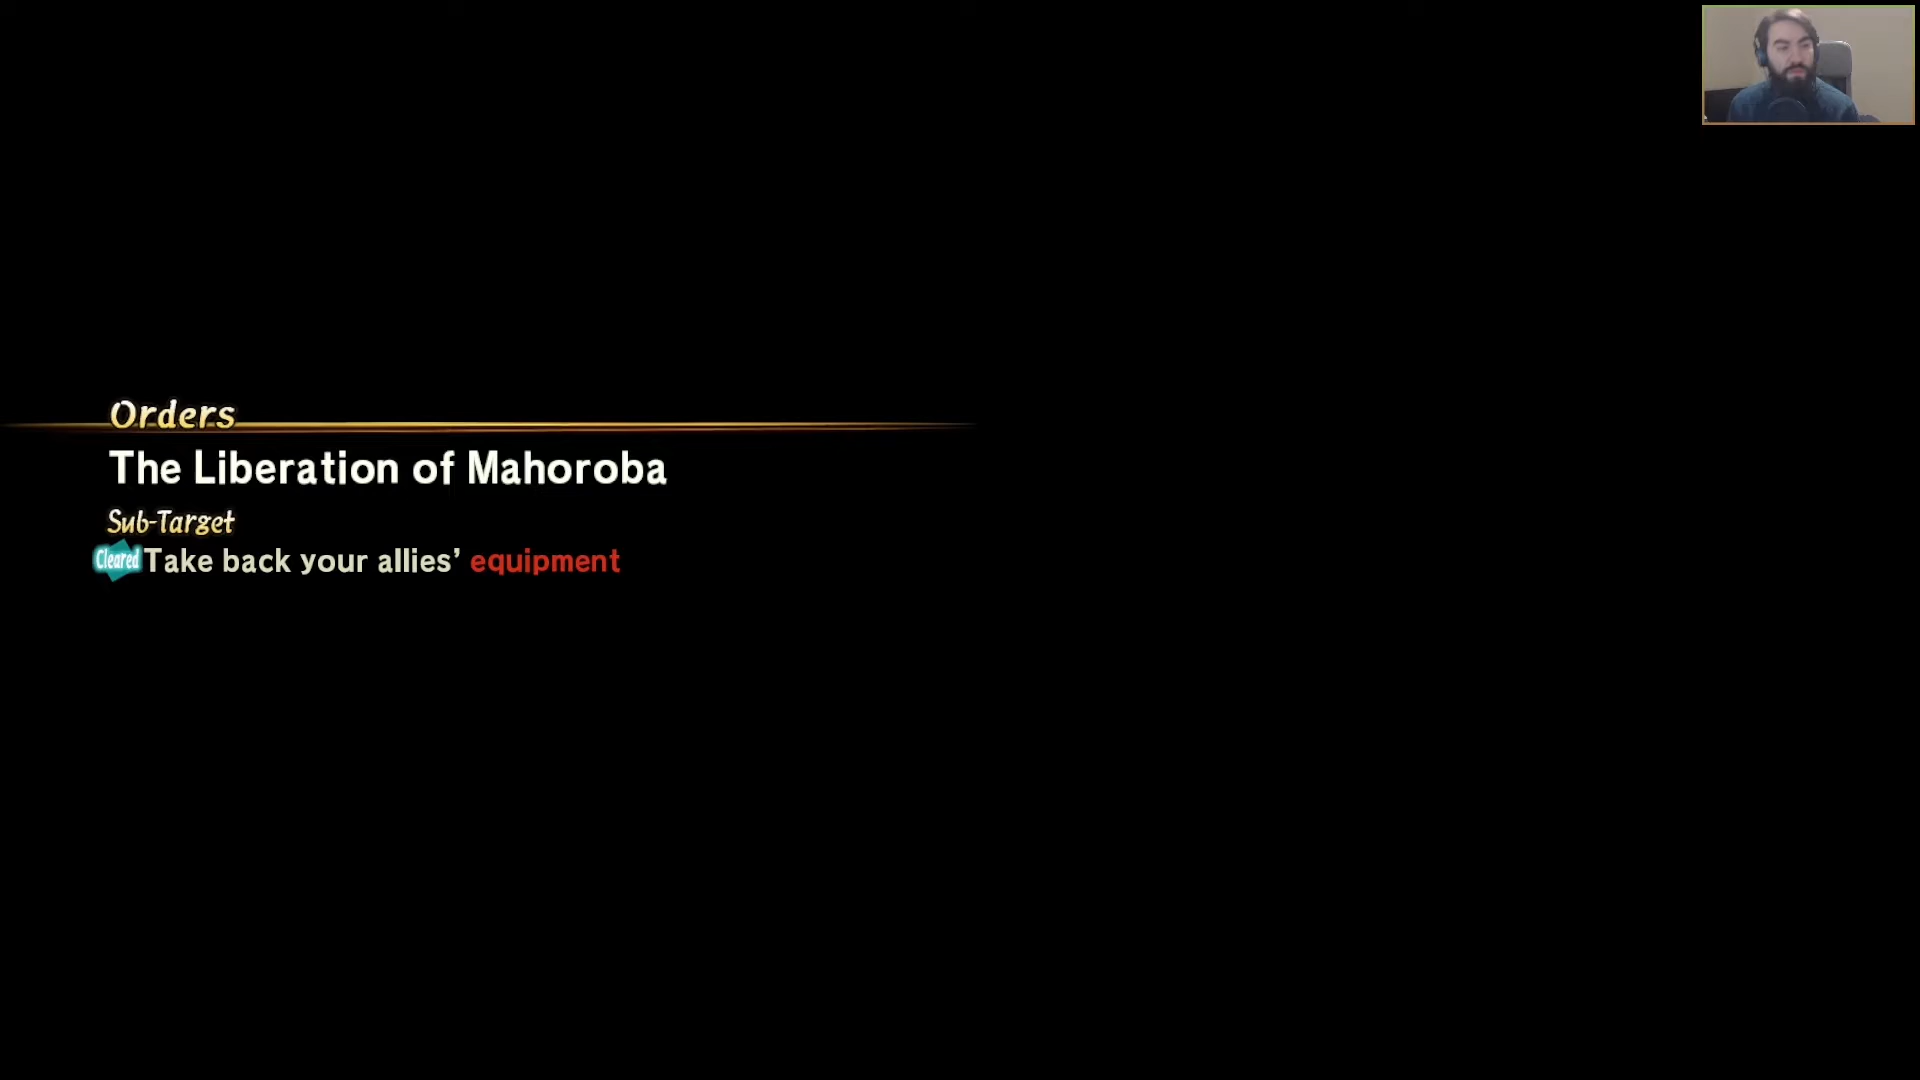 Orders
The Liberation of Mahoroba
Sub-Target
Cleared Take back your allies’ equipment